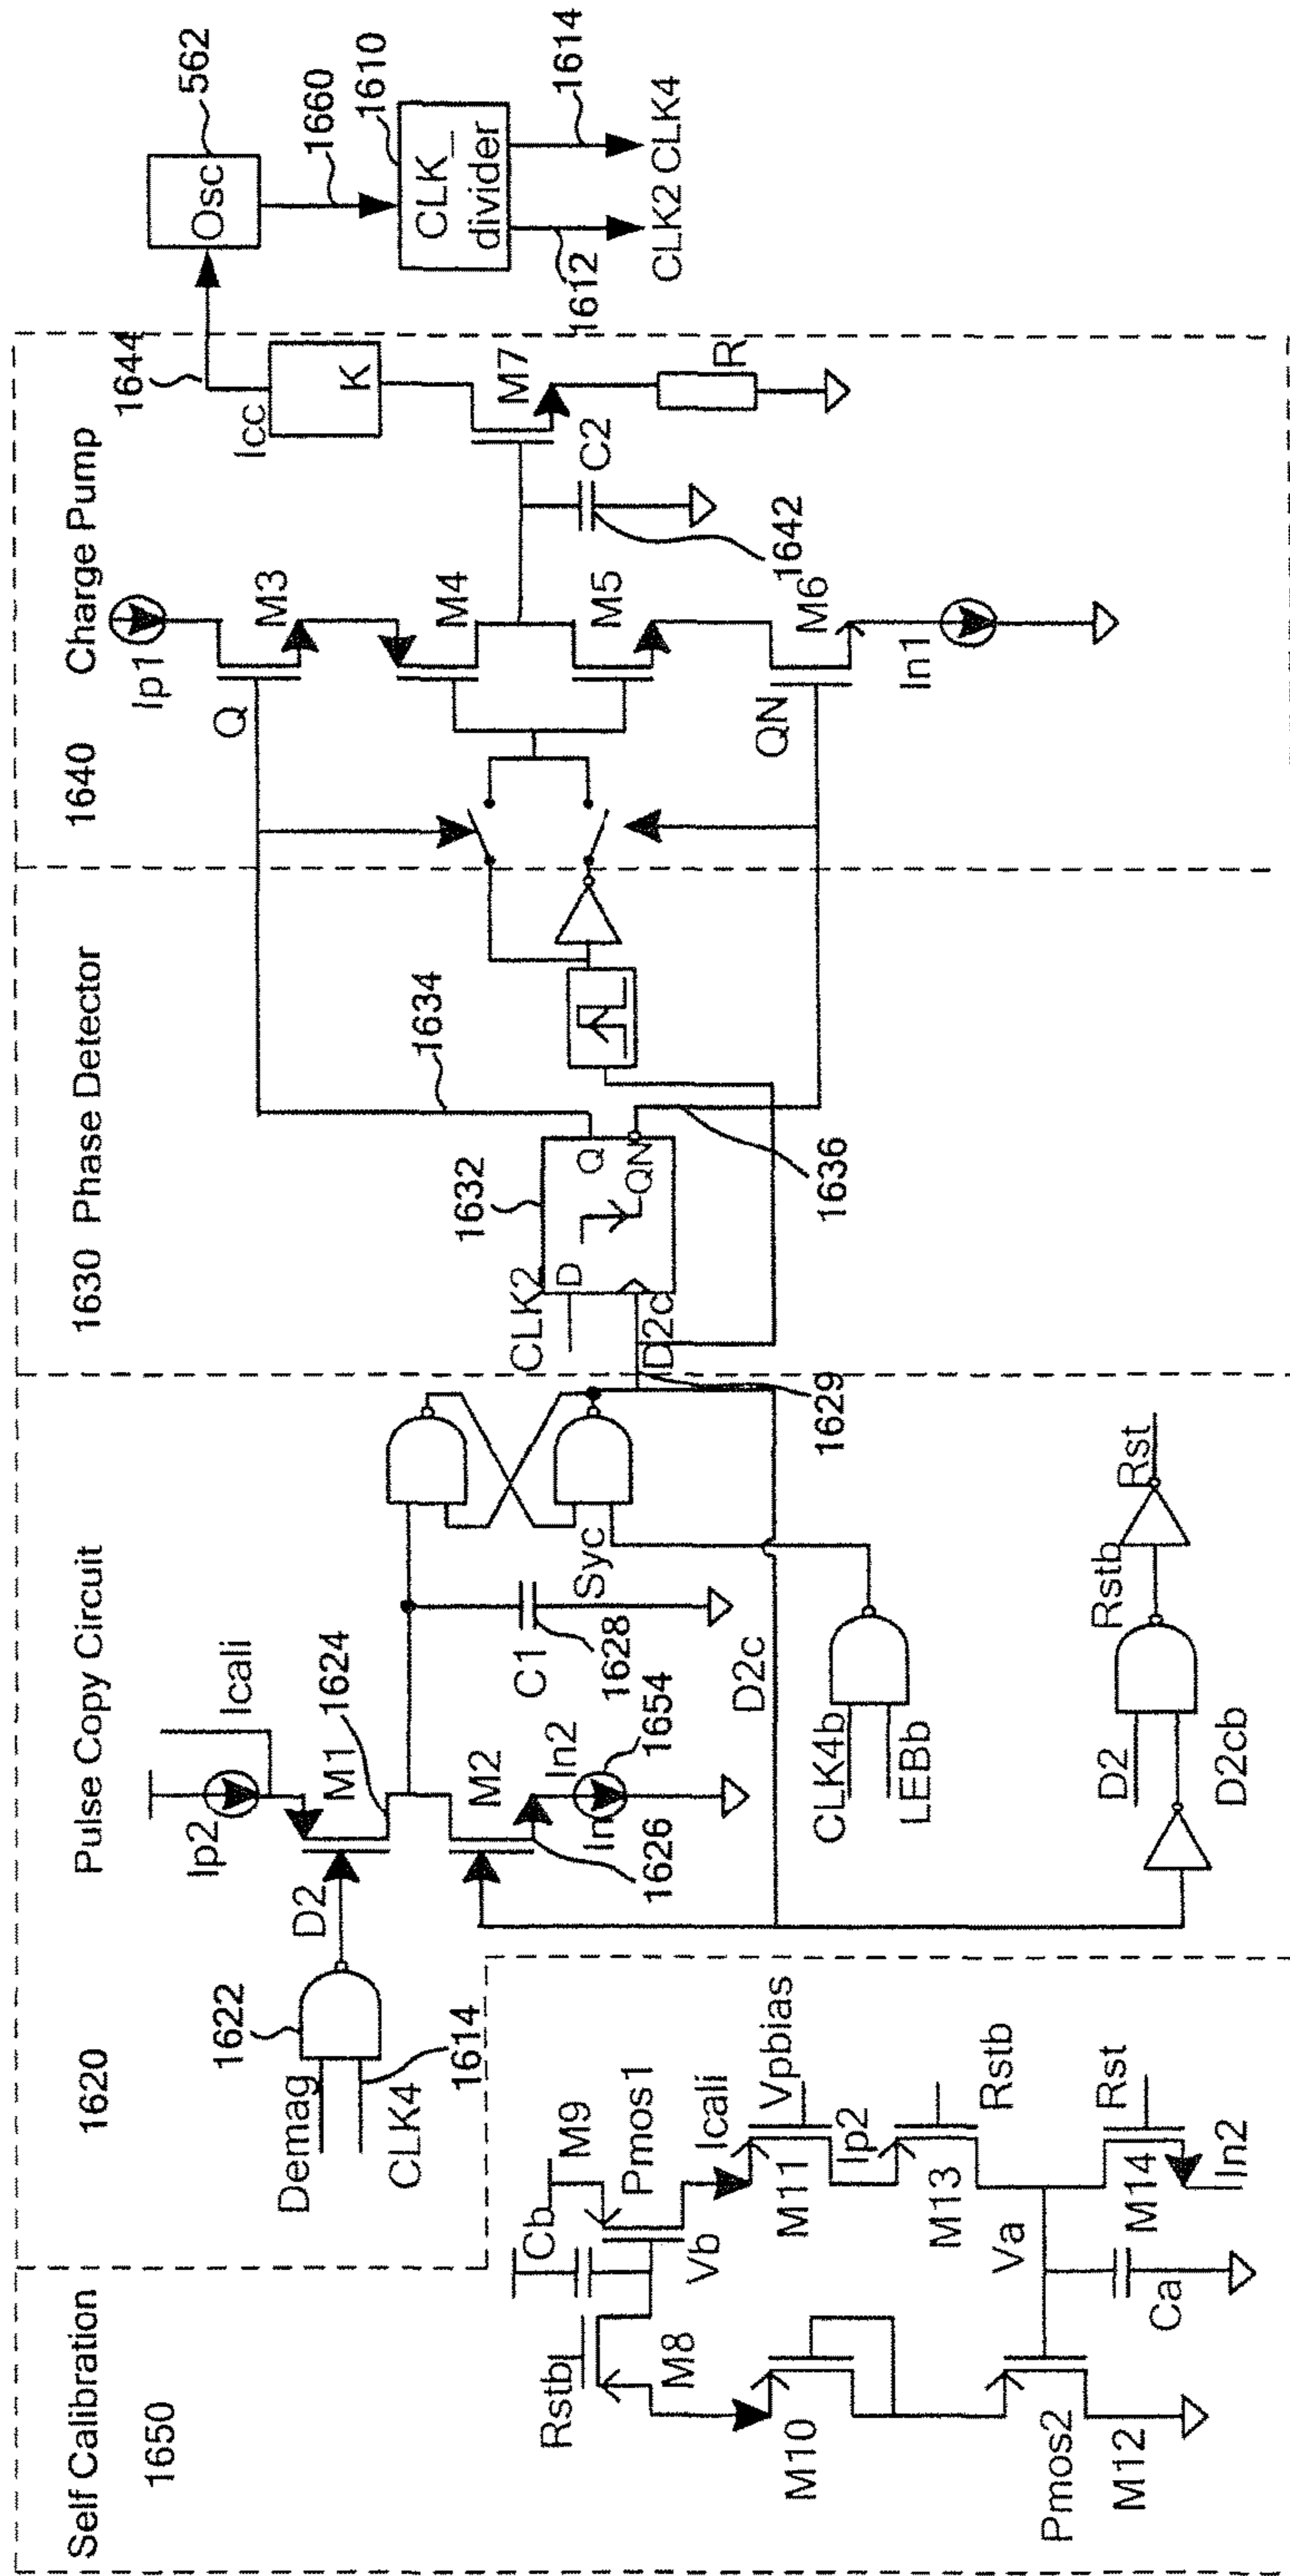 Self Calibration
1650
Rstb
M8
Cb
M9
Pmos1
Vb
Icali
M10
M11
Vpbias
Ip2
Pmos2
M12
M13
Rstb
Va
Ca
M14
Rst
In2
1620
Pulse Copy Circuit
Demag
CLK4
1622
1614
D2
Ip2
Icali
M1
1624
M2
In2
In
1626
1654
C1
1628
Syc
D2c
CLK4b
LEBb
D2
D2cb
Rstb
Rst
1629
1630 Phase Detector
CLK2
D
D2c
1632
Q
QN
1634
1636
1640
Charge Pump
Ip1
Q
M3
M4
M5
QN
M6
In1
C2
1642
M7
R
K
Icc
1644
Osc
562
1660
CLK_
divider
1610
1612
1614
CLK2
CLK4